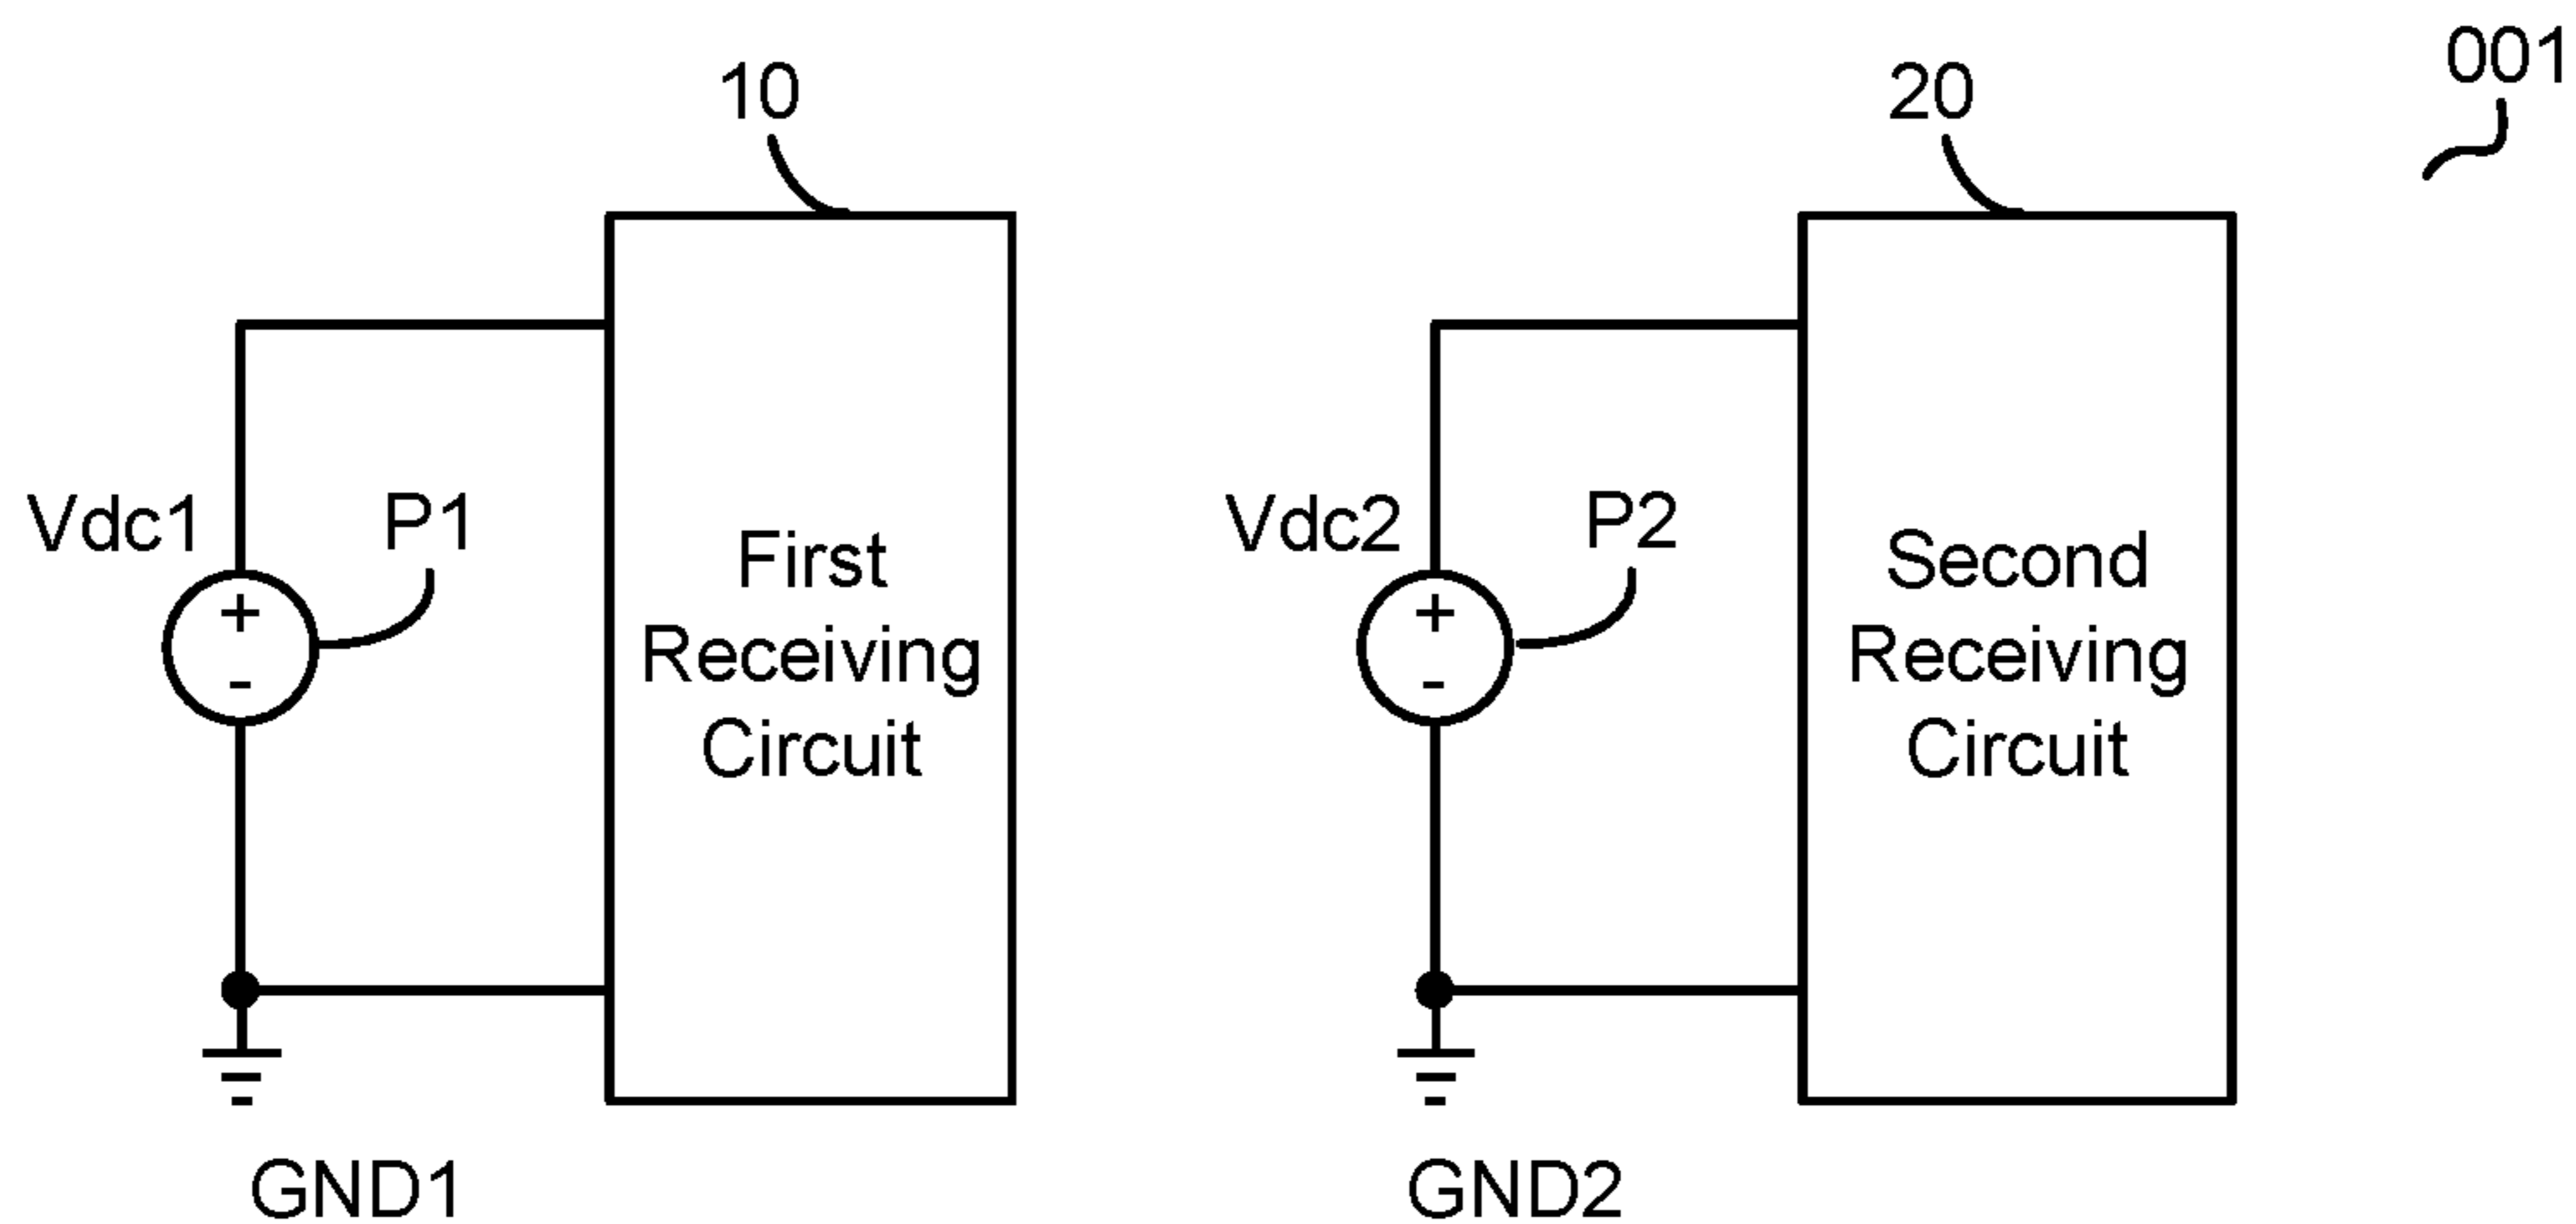 10
20
001
Vdc1
P1
Vdc2
P2
First
Receiving
Circuit
Second
Receiving
Circuit
+
-
+
-
GND1
GND2